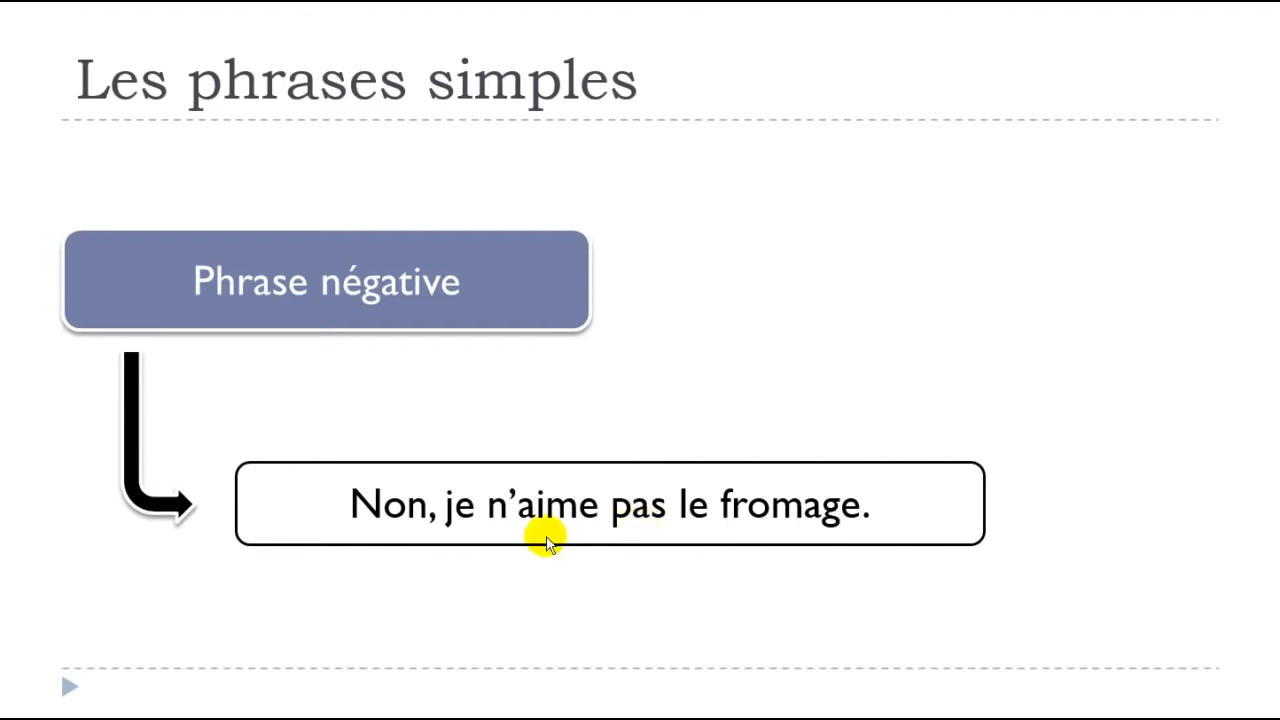 Les phrases simples
Phrase négative
Non, je n’aime pas le fromage.